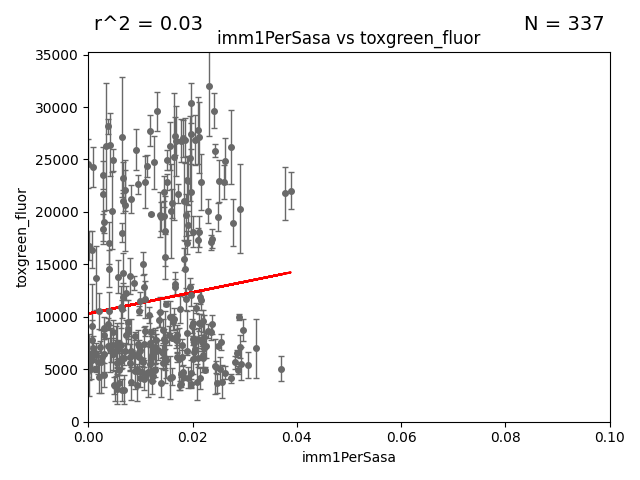 r^2 = 0.03
N = 337
imm1PerSasa vs toxgreen_fluor
35000
30000
25000
20000
15000
10000
5000
0
toxgreen_fluor
0.00
0.02
0.04
0.06
0.08
0.10
imm1PerSasa